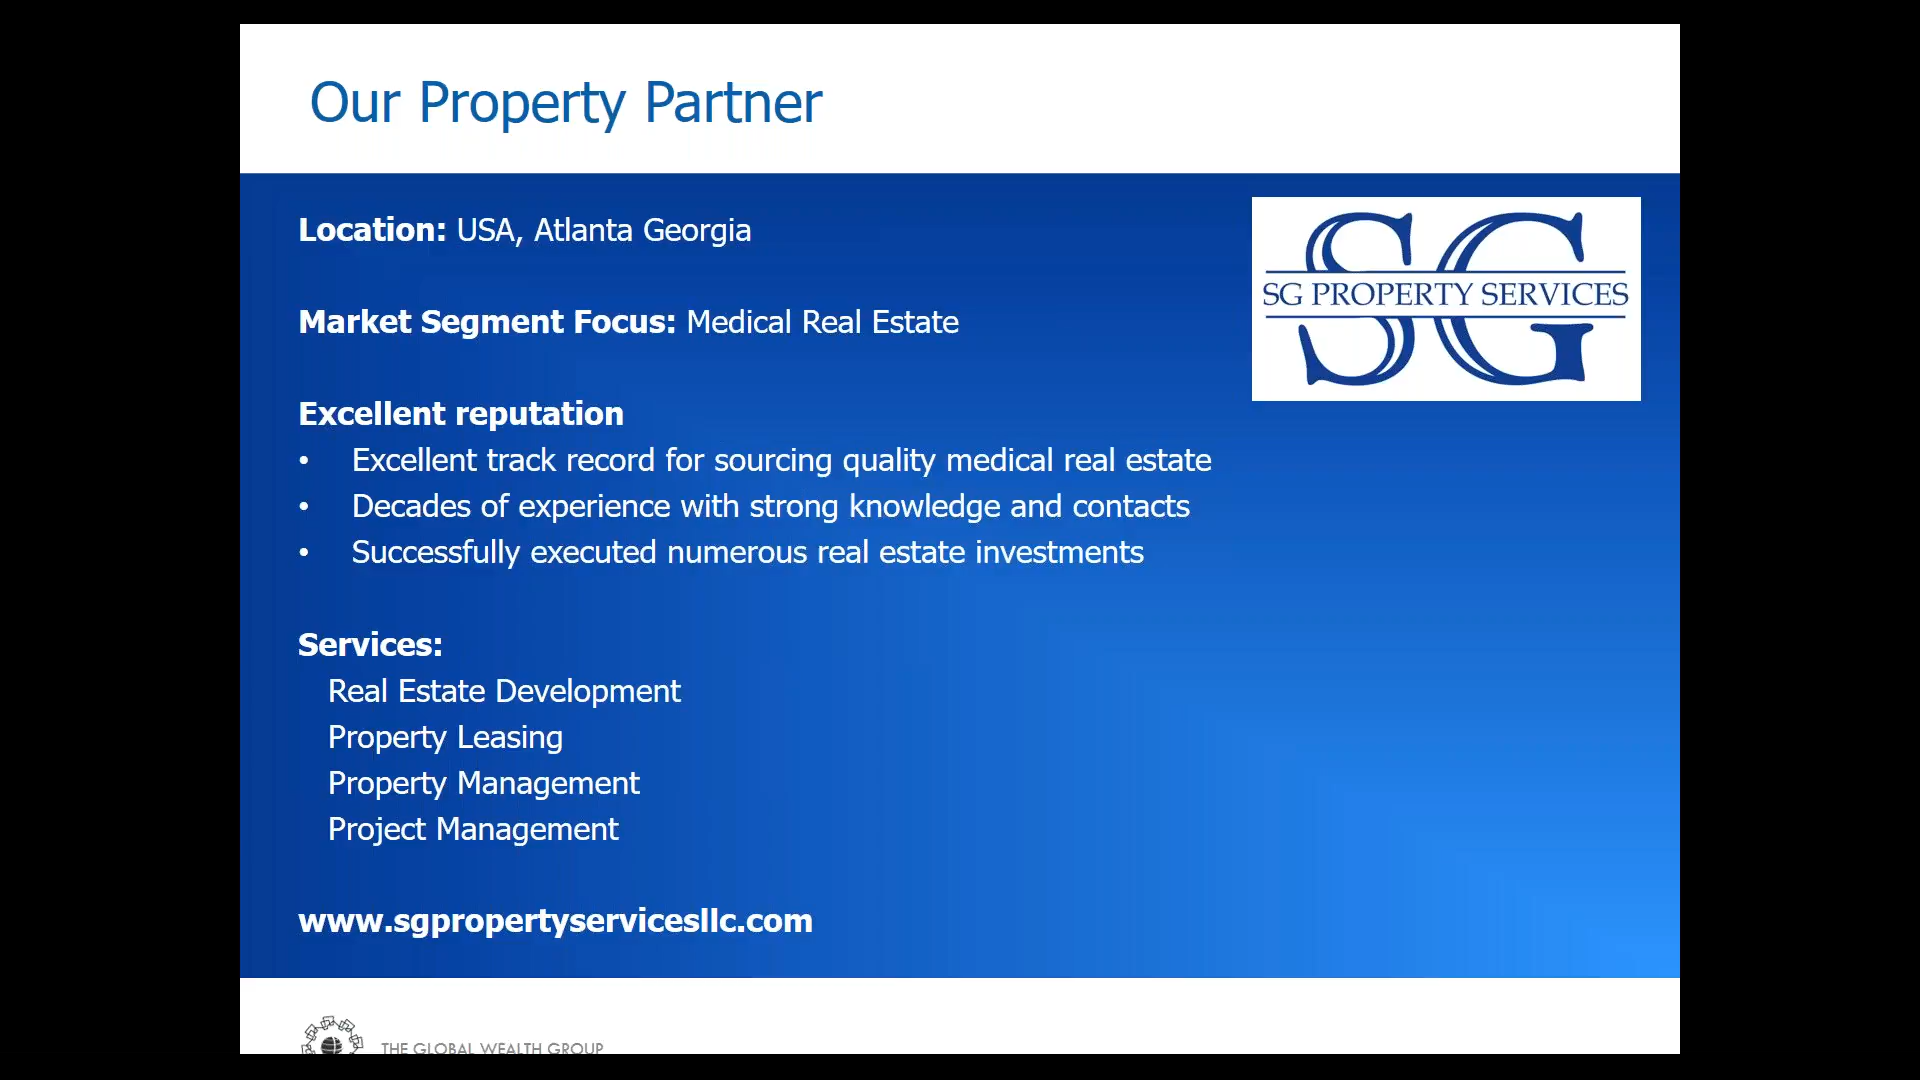 Our Property Partner
Location: USA, Atlanta Georgia
SG
SG PROPERTY SERVICES
Market Segment Focus: Medical Real Estate
Excellent reputation
• Excellent track record for sourcing quality medical real estate
• Decades of experience with strong knowledge and contacts
• Successfully executed numerous real estate investments
Services:
Real Estate Development
Property Leasing
Property Management
Project Management
www.sgpropertyservicesllc.com
THE GLOBAL WEALTH GROUP